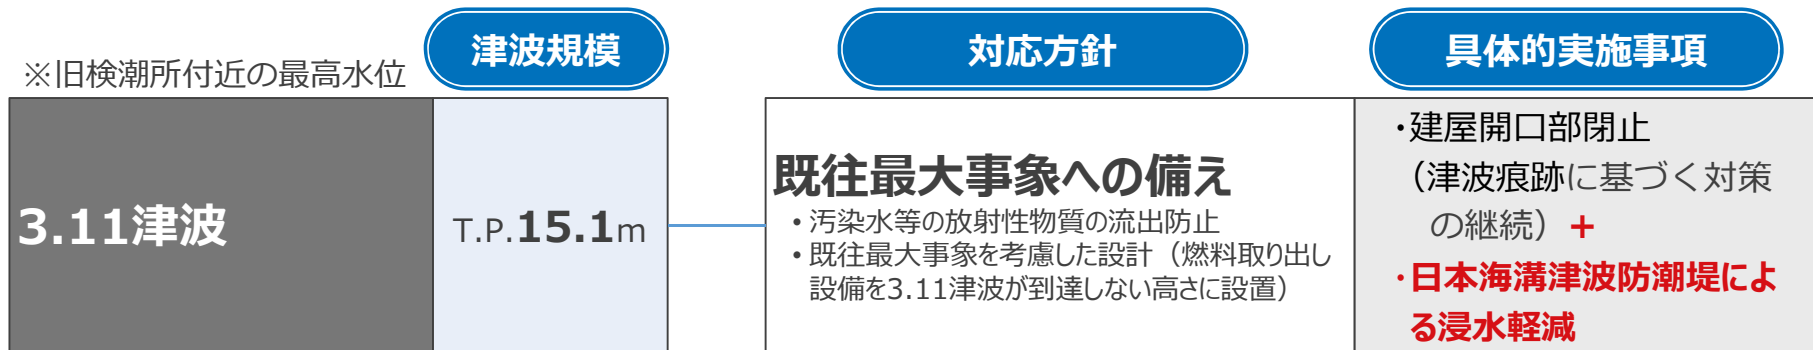 津波規模
対応方針
具体的実施事項
※旧検潮所付近の最高水位
3.11津波
T.P.15.1m
既往最大事象への備え
• 汚染水等の放射性物質の流出防止
• 既往最大事象を考慮した設計（燃料取り出し
設備を3.11津波が到達しない高さに設置）
・建屋開口部閉止
（津波痕跡に基づく対策
の継続）+
・日本海溝津波防潮堤によ
る浸水軽減